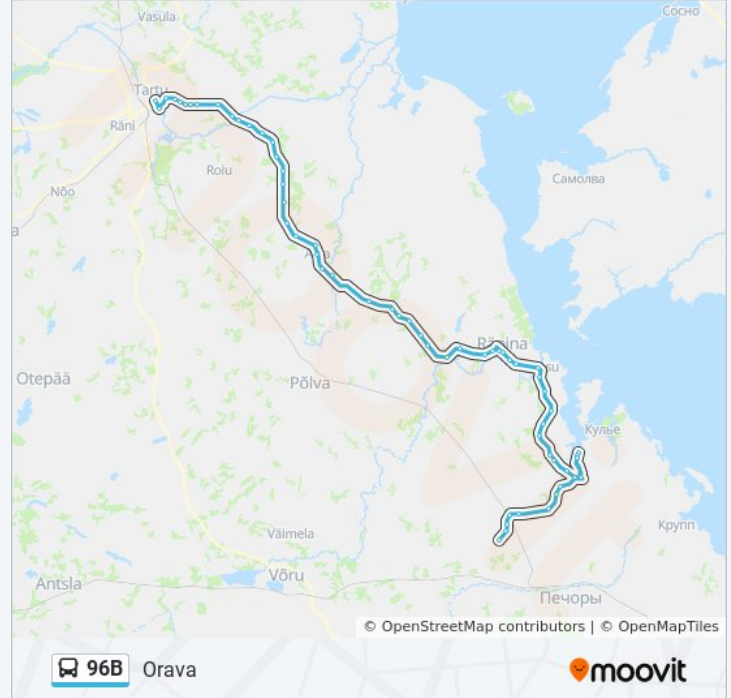 Vasula
Сосно
Tartu
Räni
Roiu
Самолва
Nõo
Räpina
Otepää
Põlva
Кулье
Крупп
Väimela
Võru
Antsla
Печоры
© OpenStreetMap contributors | © OpenMapTiles
96B Orava moovit